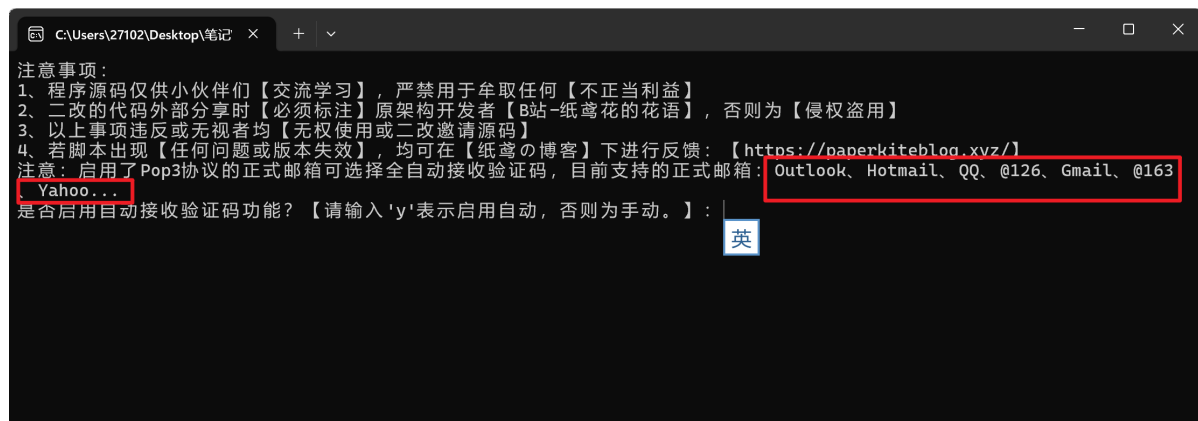 C:\Users\27102\Desktop\笔记
注意事项：
1、程序源码仅供小伙伴们【交流学习】，严禁用于牟取任何【不正当利益】
2、二改的代码外部分享时【必须标注】原架构开发者【B站-纸鸢花的花语】，否则为【侵权盗用】
3、以上事项违反或无视者均【无权使用或二改邀请源码】
4、若脚本出现【任何问题或版本失效】，均可在【纸鸢の博客】下进行反馈：【https://paperkiteblog.xyz/】
注意：启用了Pop3协议的正式邮箱可选择全自动接收验证码，目前支持的正式邮箱：Outlook、Hotmail、QQ、@126、Gmail、@163
、Yahoo...
是否启用自动接收验证码功能？【请输入'y'表示启用自动，否则为手动。】：
英